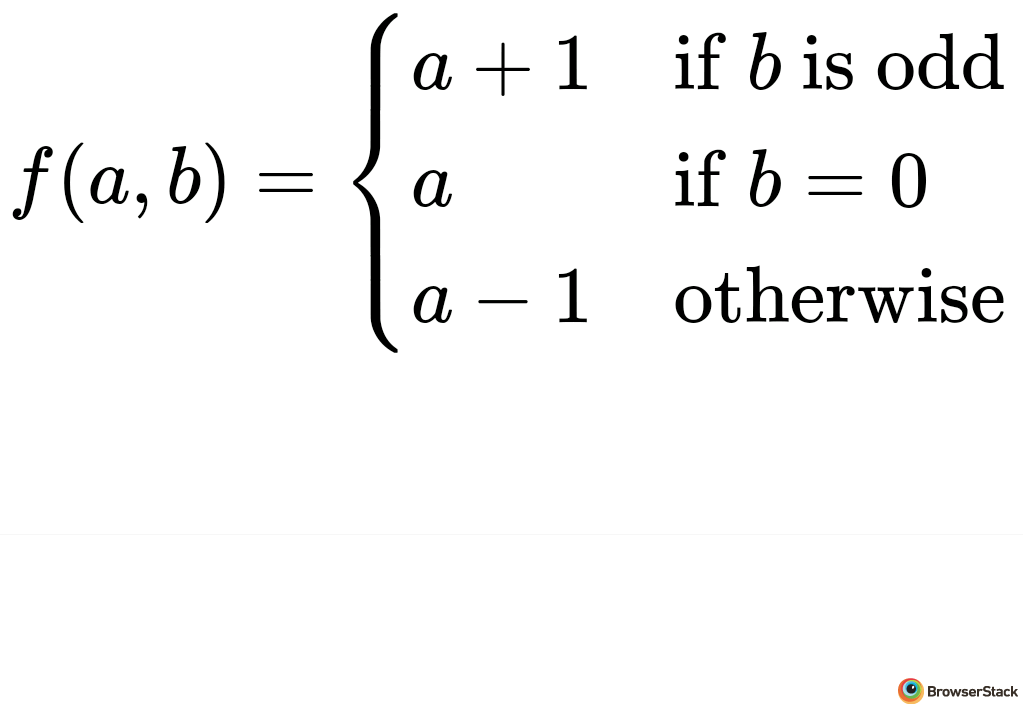 a + 1 if b is odd
f(a, b) = { a if b = 0
a − 1 otherwise
BrowserStack